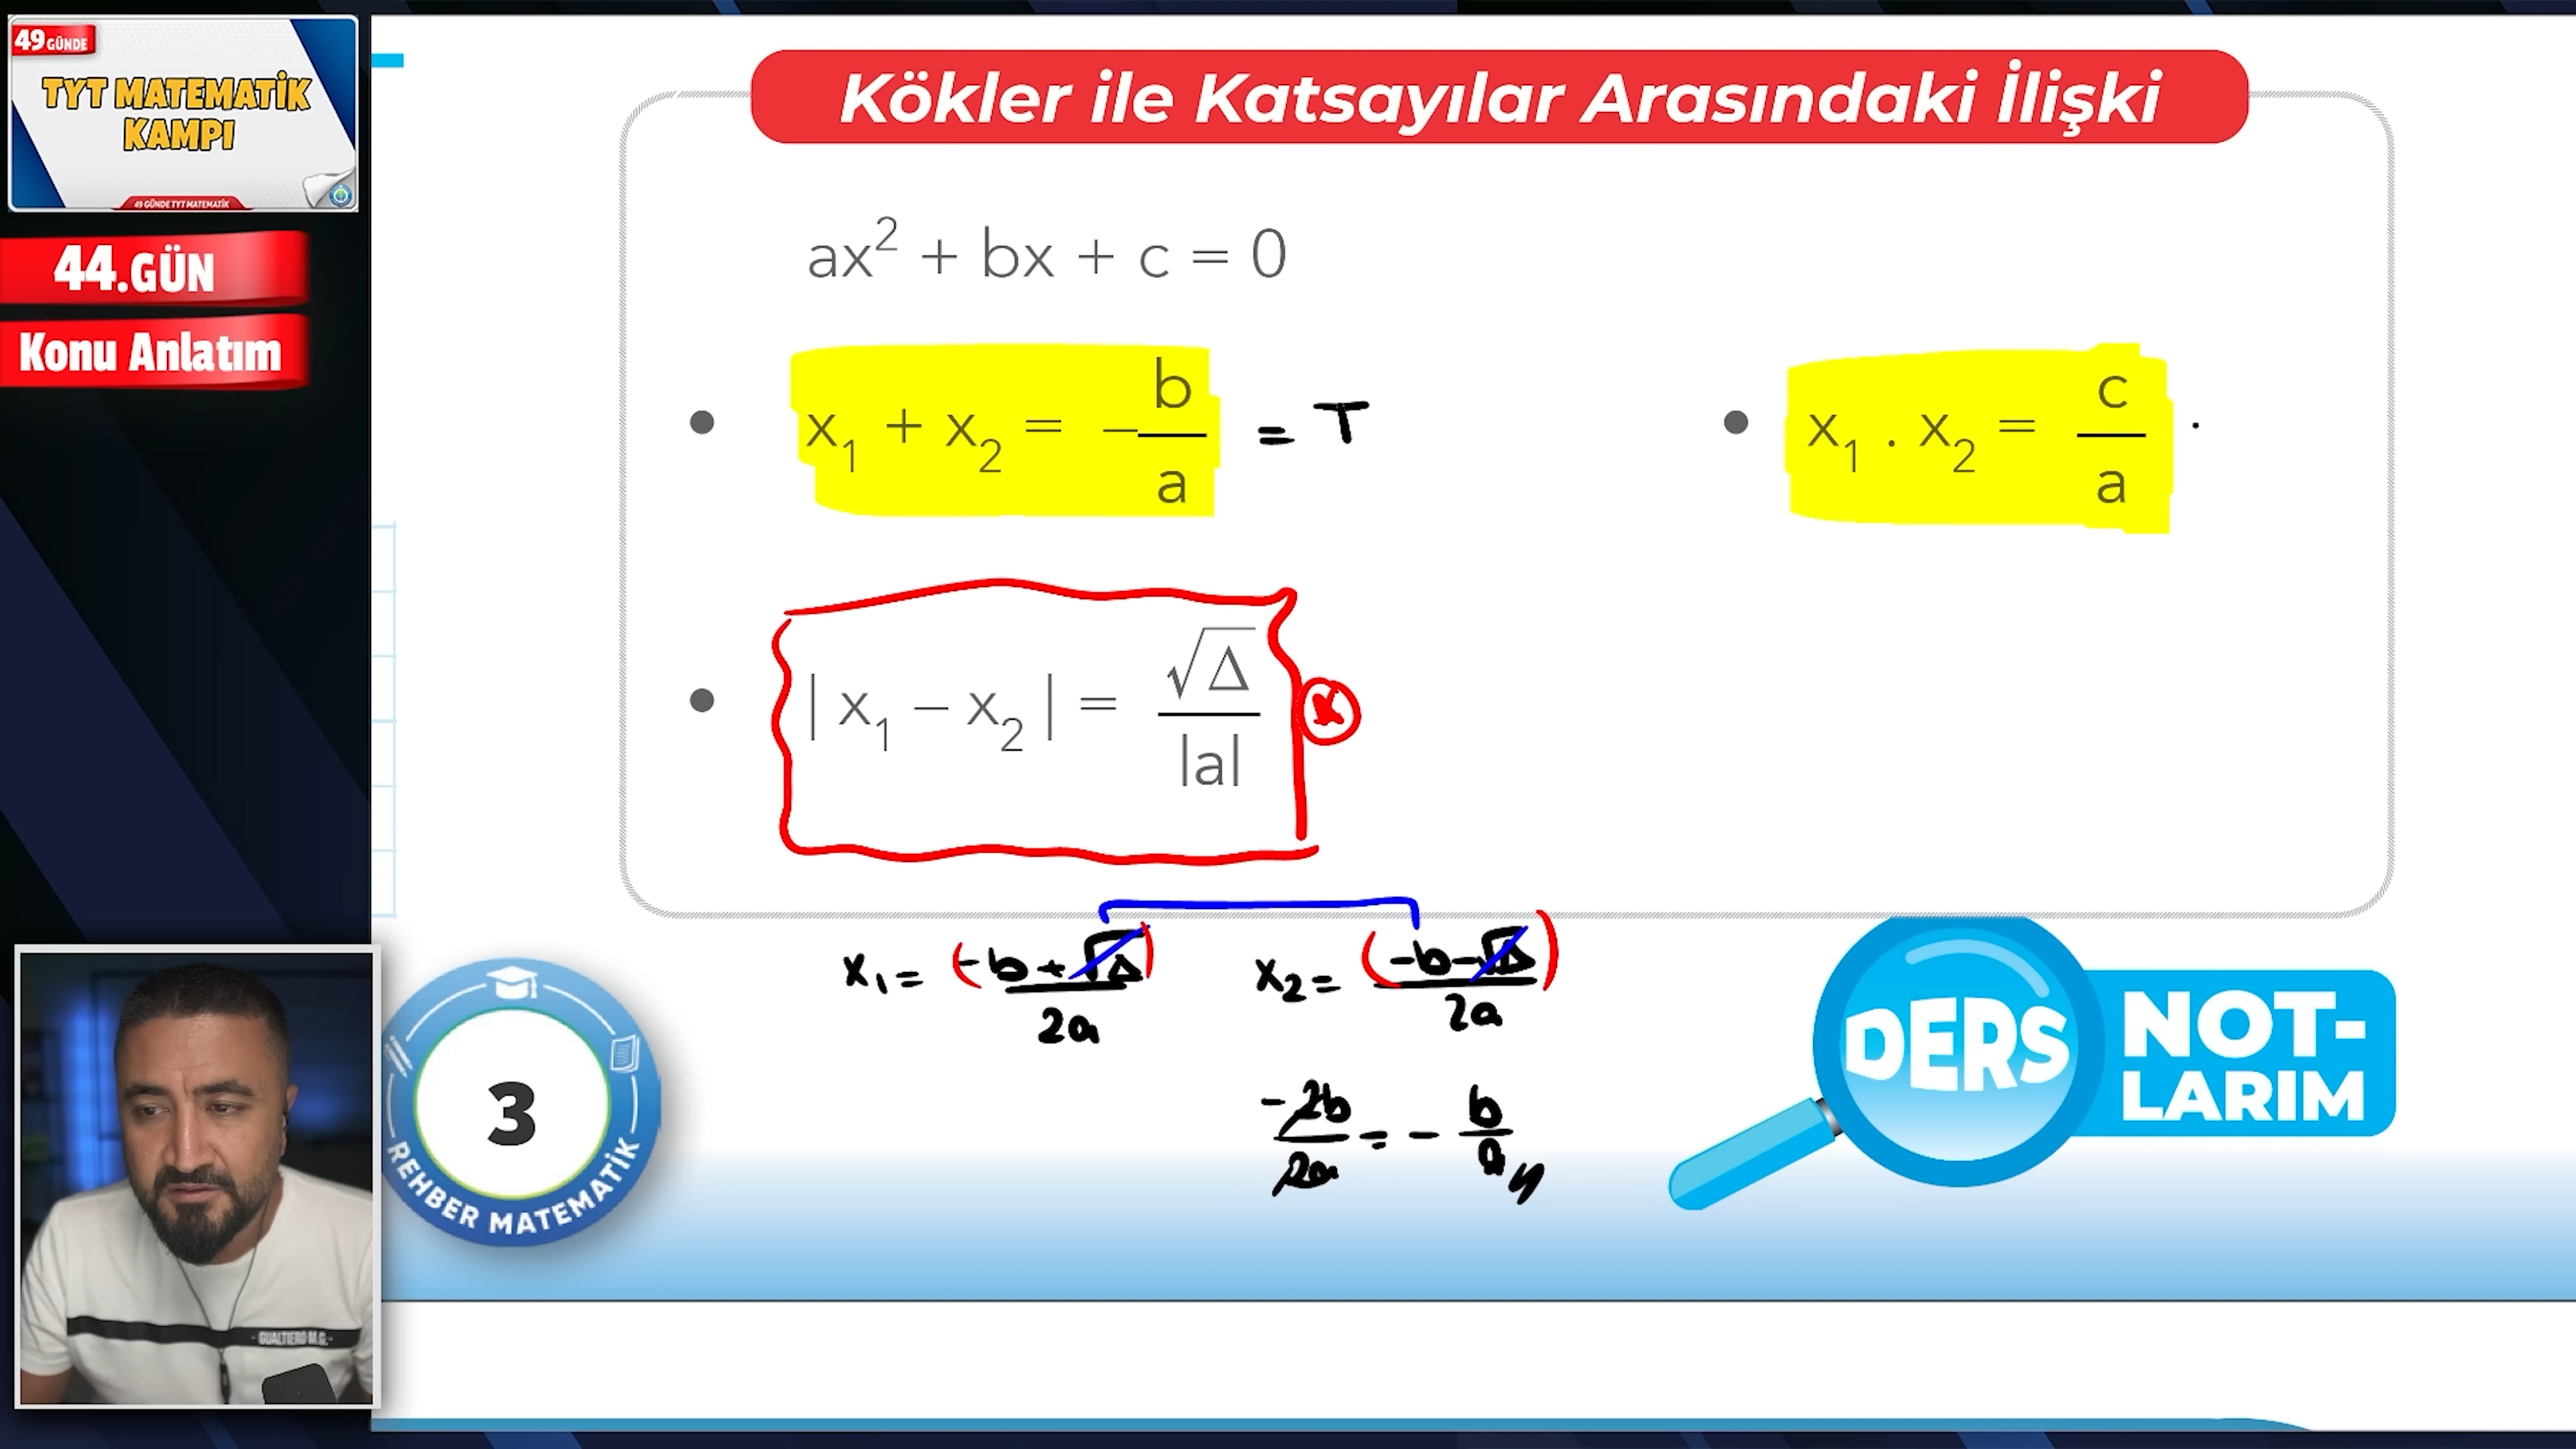 49 GÜNDE
TYT MATEMATİK
KAMPI
49 GÜNDE TYT MATEMATİK
44.GÜN
Konu Anlatım
Kökler ile Katsayılar Arasındaki İlişki
ax² + bx + c = 0
• x₁ + x₂ = -b/a = T
• x₁ . x₂ = c/a .
• |x₁ – x₂| = √Δ/|a|
x₁ = (-b+√Δ)/2a
x₂ = (-b-√Δ)/2a
-2b/2a = - b/a
3
REHBER MATEMATİK
DERS
NOT-
LARIM
- GUALTIERO M.G. -